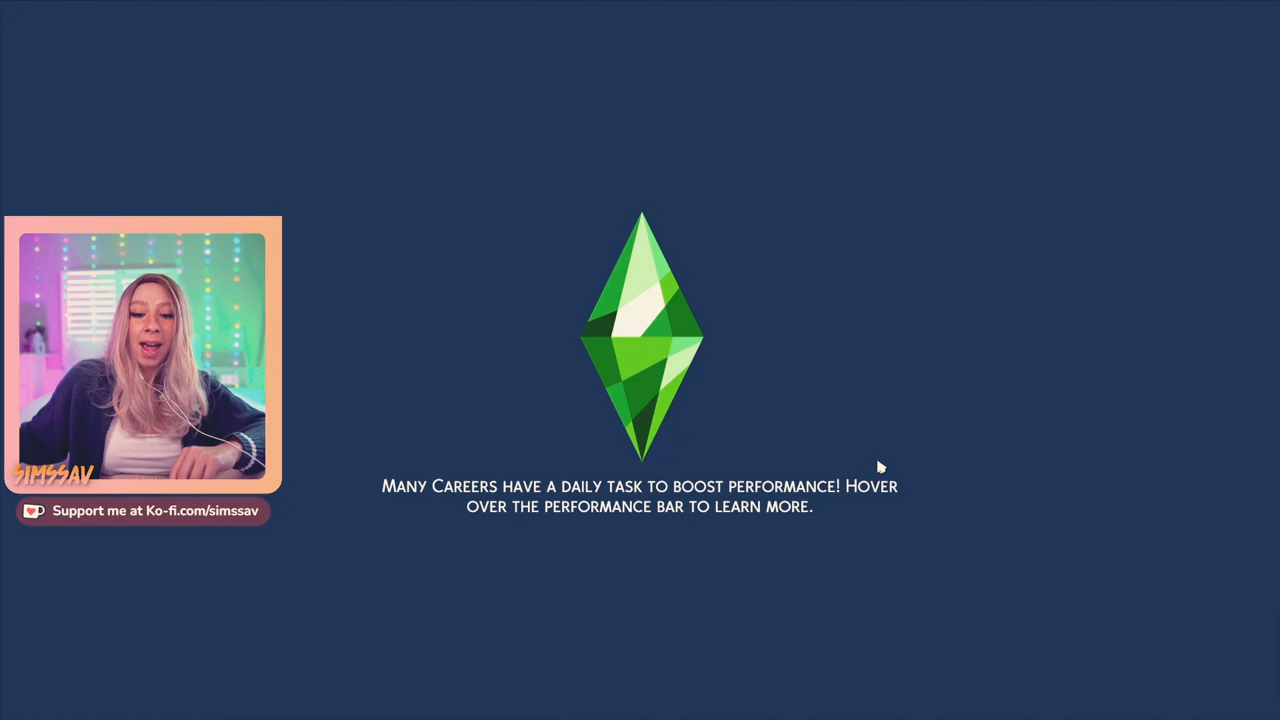 SIMSSAV
Support me at Ko-fi.com/simssav
Many Careers have a daily task to boost performance! Hover
over the performance bar to learn more.